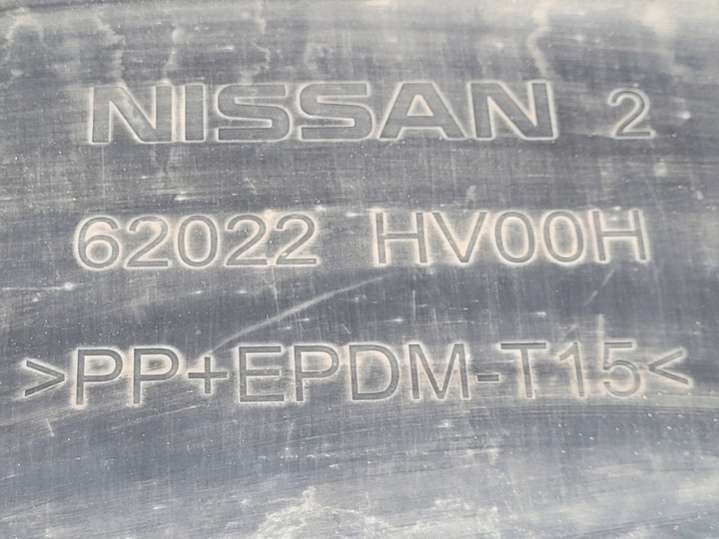 NISSAN 2
62022 HV00H
>PP+EPDM-T15<